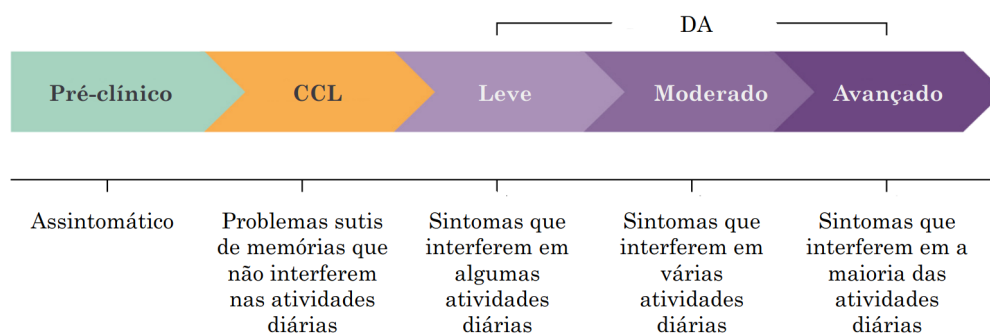 DA
Pré-clínico
CCL
Leve
Moderado
Avançado
Assintomático
Problemas sutis
de memórias que
não interferem
nas atividades
diárias
Sintomas que
interferem em
algumas
atividades
diárias
Sintomas que
interferem em
várias
atividades
diárias
Sintomas que
interferem em a
maioria das
atividades
diárias